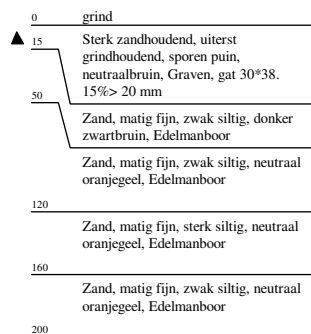 0 grind
15 Sterk zandhoudend, uiterst
grindhoudend, sporen puin,
neutraalbruin, Graven, gat 30*38.
15%> 20 mm
50
Zand, matig fijn, zwak siltig, donker
zwartbruin, Edelmanboor
Zand, matig fijn, zwak siltig, neutraal
oranjegeel, Edelmanboor
120
Zand, matig fijn, sterk siltig, neutraal
oranjegeel, Edelmanboor
160
Zand, matig fijn, zwak siltig, neutraal
oranjegeel, Edelmanboor
200